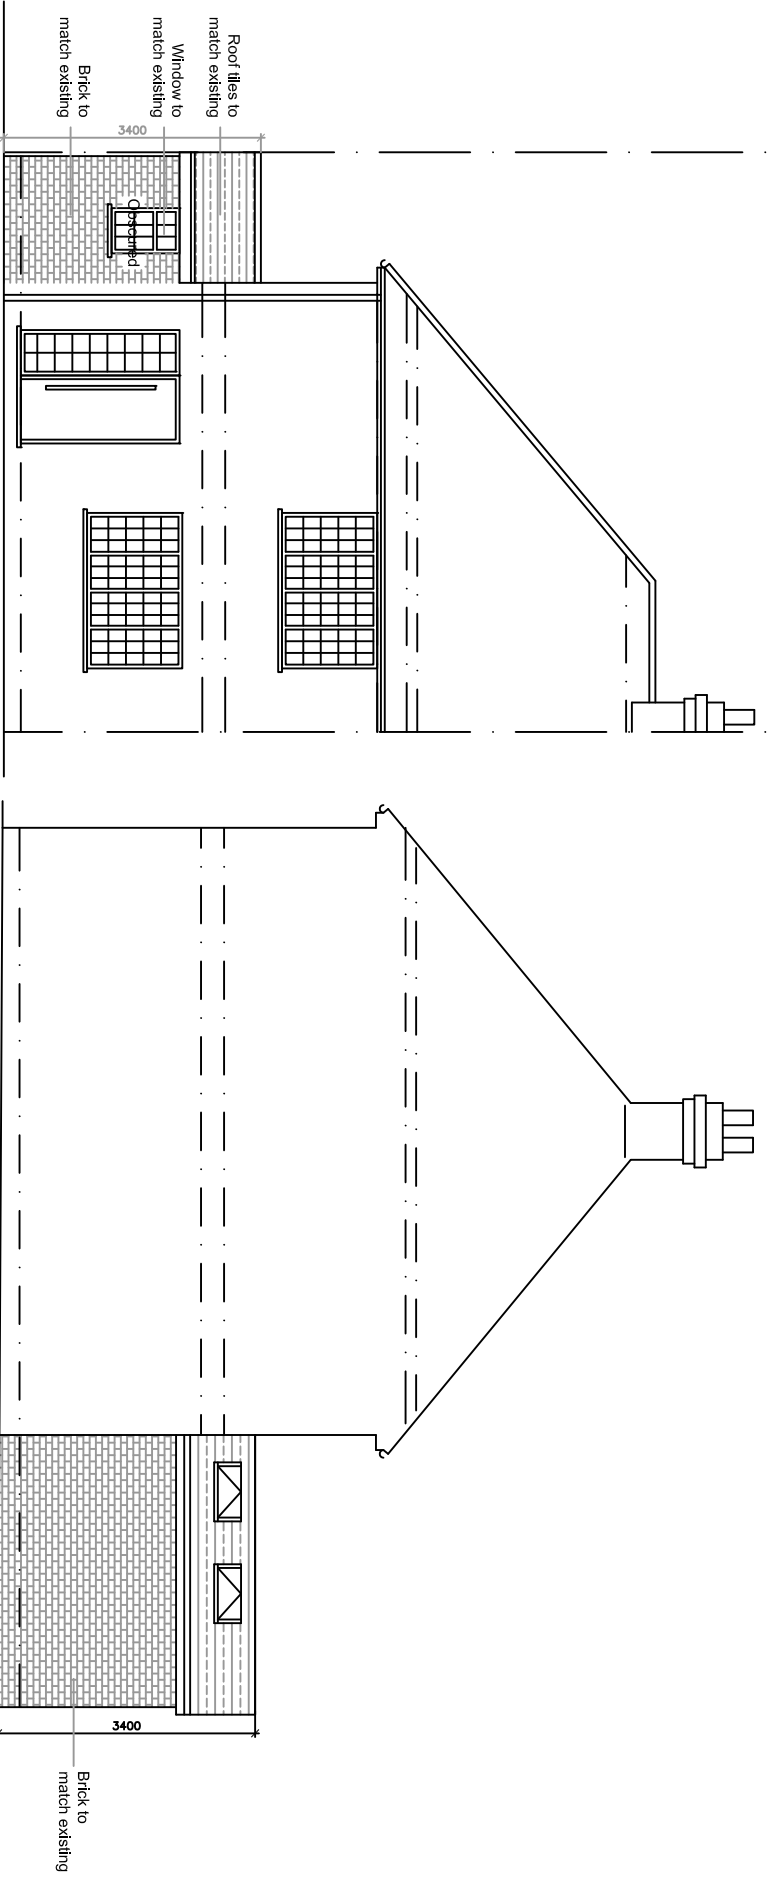 Roof tiles to
match existing
Window to
match existing
Brick to
match existing
3400
Obscured
3400
Brick to
match existing